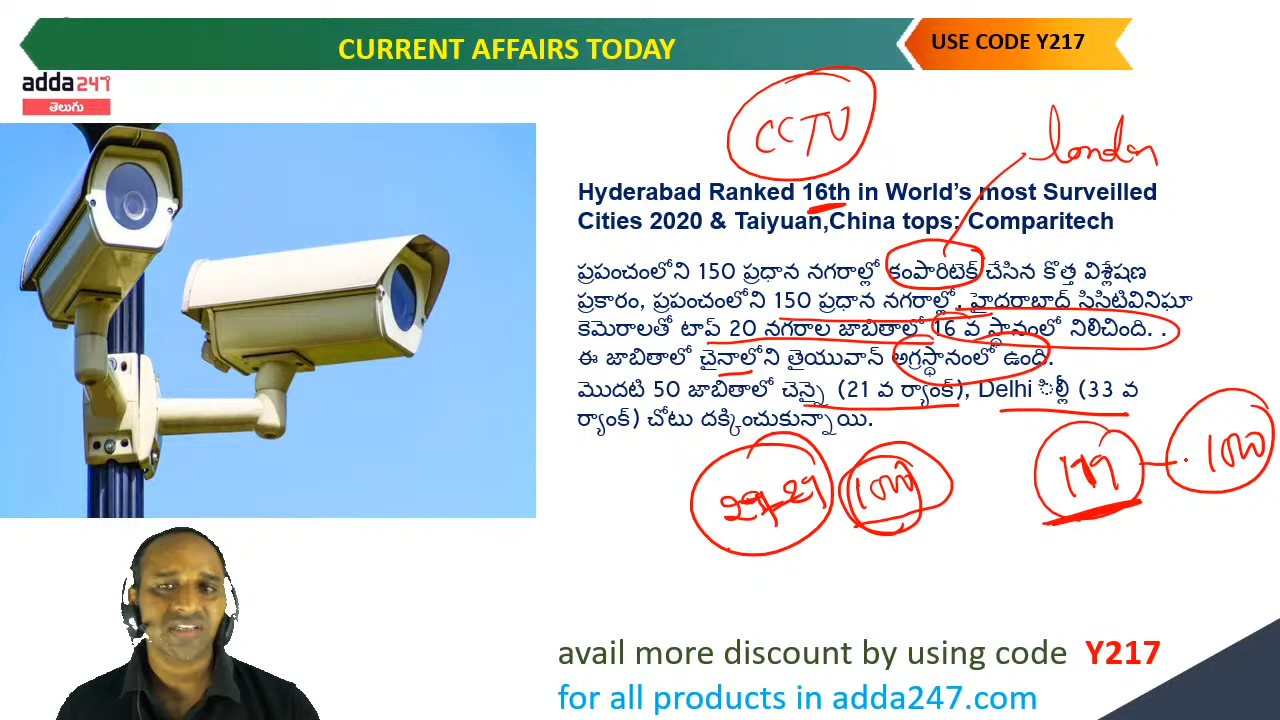 CURRENT AFFAIRS TODAY
USE CODE Y217
adda247
తెలుగు
CCTV
london
Hyderabad Ranked 16th in World's most Surveilled
Cities 2020 & Taiyuan,China tops: Comparitech
ప్రపంచంలోని 150 ప్రధాన నగరాల్లో కంపారిటెక్ చేసిన కొత్త విశ్లేషణ
ప్రకారం, ప్రపంచంలోని 150 ప్రధాన నగరాల్లో, హైదరాబాద్ సిసిటివినిఘా
కెమెరాలతో టాప్ 20 నగరాల జాబితాలో 16 వ స్థానంలో నిలిచింది. .
ఈ జాబితాలో చైనాలోని తైయువాన్ అగ్రస్థానంలో ఉంది.
మొదటి 50 జాబితాలో చెన్నై (21 వ ర్యాంక్), Delhi ిల్లీ (33 వ
ర్యాంక్) చోటు దక్కించుకున్నాయి.
avail more discount by using code Y217
for all products in adda247.com